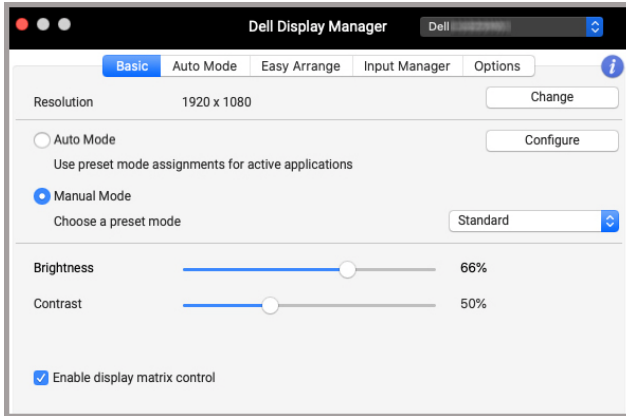 Dell Display Manager
Dell
Basic Auto Mode Easy Arrange Input Manager Options i
Resolution 1920 x 1080 Change
Auto Mode Configure
Use preset mode assignments for active applications
Manual Mode
Choose a preset mode Standard
Brightness 66%
Contrast 50%
Enable display matrix control